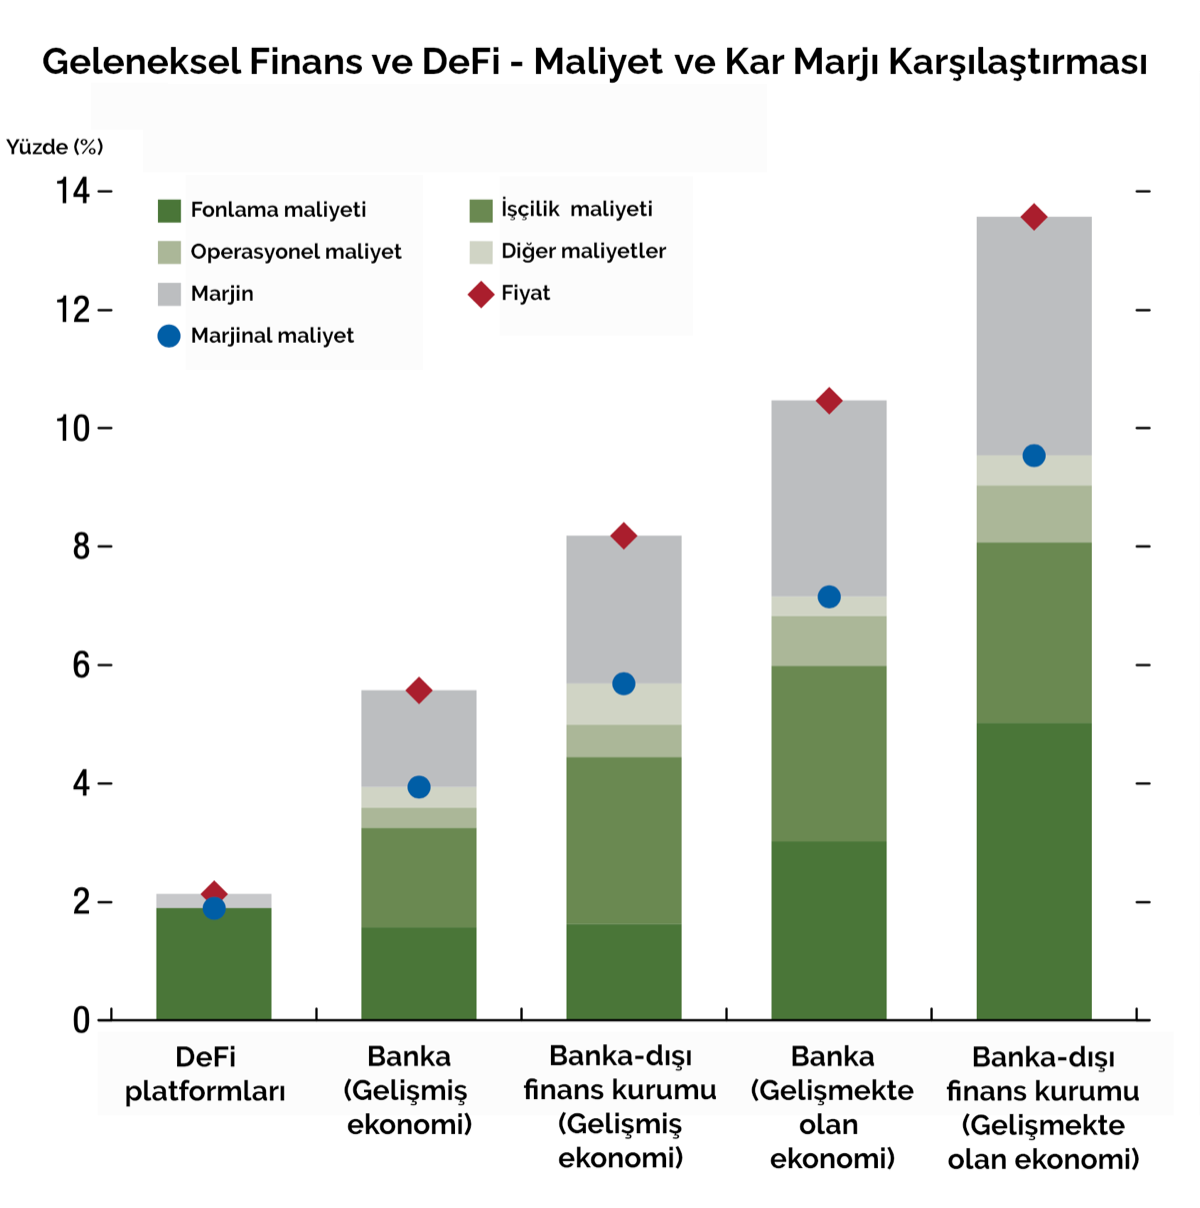 Geleneksel Finans ve DeFi - Maliyet ve Kar Marjı Karşılaştırması
Yüzde (%)
14
12
10
8
6
4
2
0
Fonlama maliyeti
İşçilik maliyeti
Operasyonel maliyet
Diğer maliyetler
Marjin
Fiyat
Marjinal maliyet
DeFi
platformları
Banka
(Gelişmiş
ekonomi)
Banka-dışı
finans kurumu
(Gelişmiş
ekonomi)
Banka
(Gelişmekte
olan
ekonomi)
Banka-dışı
finans kurumu
(Gelişmekte
olan ekonomi)